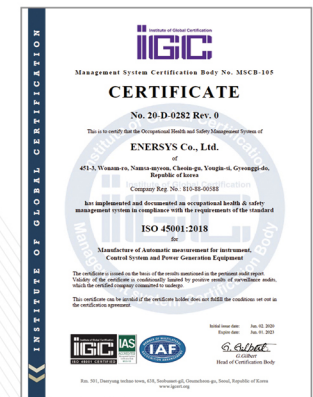 Institute of Global Certification
iGC
Management System Certification Body No. MSCB-105
CERTIFICATE
No. 20-D-0282 Rev. 0
This is to certify that the Occupational Health and Safety Management System of
ENERSYS Co., Ltd.
of
451-3, Wonam-ro, Namsa-myeon, Cheoin-gu, Yongin-si, Gyeonggi-do,
Republic of korea
Company Reg. No.: 810-88-00588
has implemented and documented an occupational health & safety
management system in compliance with the requirements of the standard
ISO 45001:2018
for
Manufacture of Automatic measurement for instrument,
Control System and Power Generation Equipment
The certificate is issued on the basis of the results mentioned in the pertinent audit report.
Validity of the certificate is conditionally limited by positive results of surveillance audits,
which the certified company committed to undergo.
This certificate can be invalid if the certificate holder does not fulfill the conditions set out in
the certification agreement.
Initial issue date: Jan. 02, 2020
Expire date: Jan. 01, 2023
G.Gilbert
G.Gilbert
Head of Certification Body
iGC
IAS
IAF
www.igcert.org
INSTITUTE OF GLOBAL CERTIFICATION